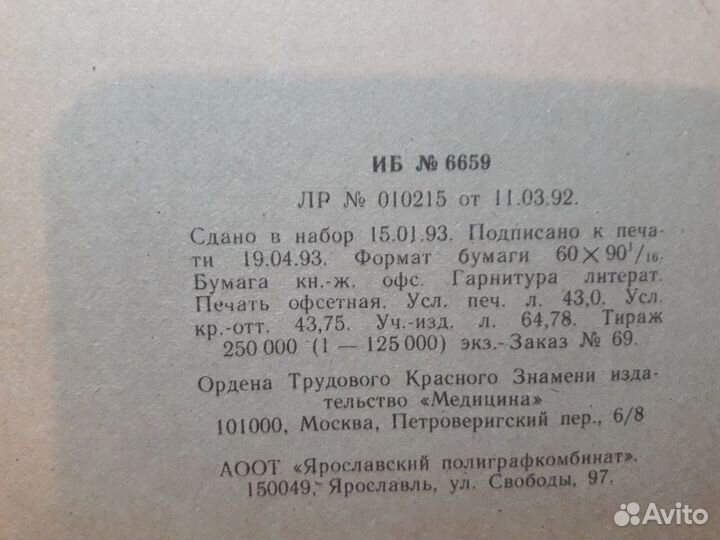 ИБ № 6659
ЛР № 010215 от 11.03.92.
Сдано в набор 15.01.93. Подписано к печа-
ти 19.04.93. Формат бумаги 60×90¹/₁₆.
Бумага кн.-ж. офс. Гарнитура литерат.
Печать офсетная. Усл. печ. л. 43,0. Усл.
кр.-отт. 43,75. Уч.-изд. л. 64,78. Тираж
250 000 (1 — 125 000) экз.- Заказ № 69.
Ордена Трудового Красного Знамени изда-
тельство «Медицина»
101000, Москва, Петроверигский пер., 6/8
АООТ «Ярославский полиграфкомбинат».
150049, Ярославль, ул. Свободы, 97.
Avito